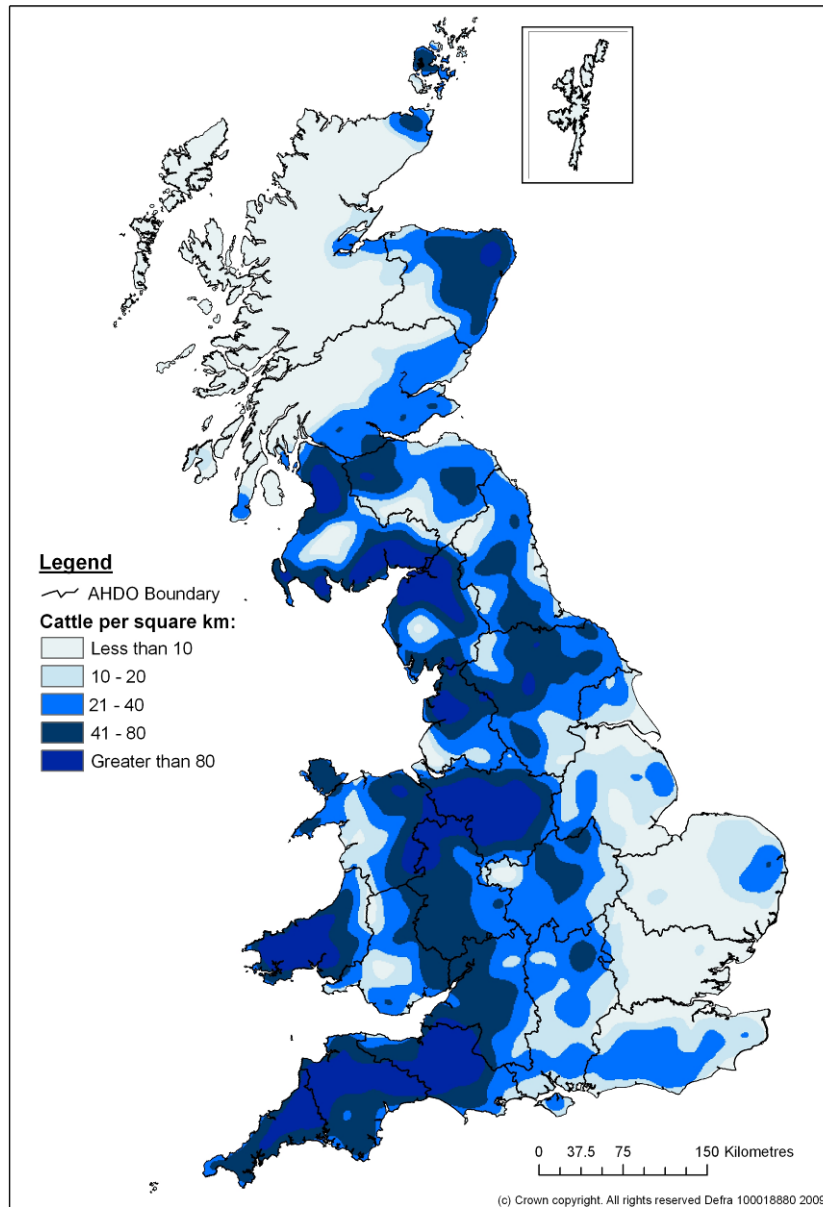 Legend
AHDO Boundary
Cattle per square km:
Less than 10
10 - 20
21 - 40
41 - 80
Greater than 80
0 37.5 75 150 Kilometres
(c) Crown copyright. All rights reserved Defra 100018880 2009